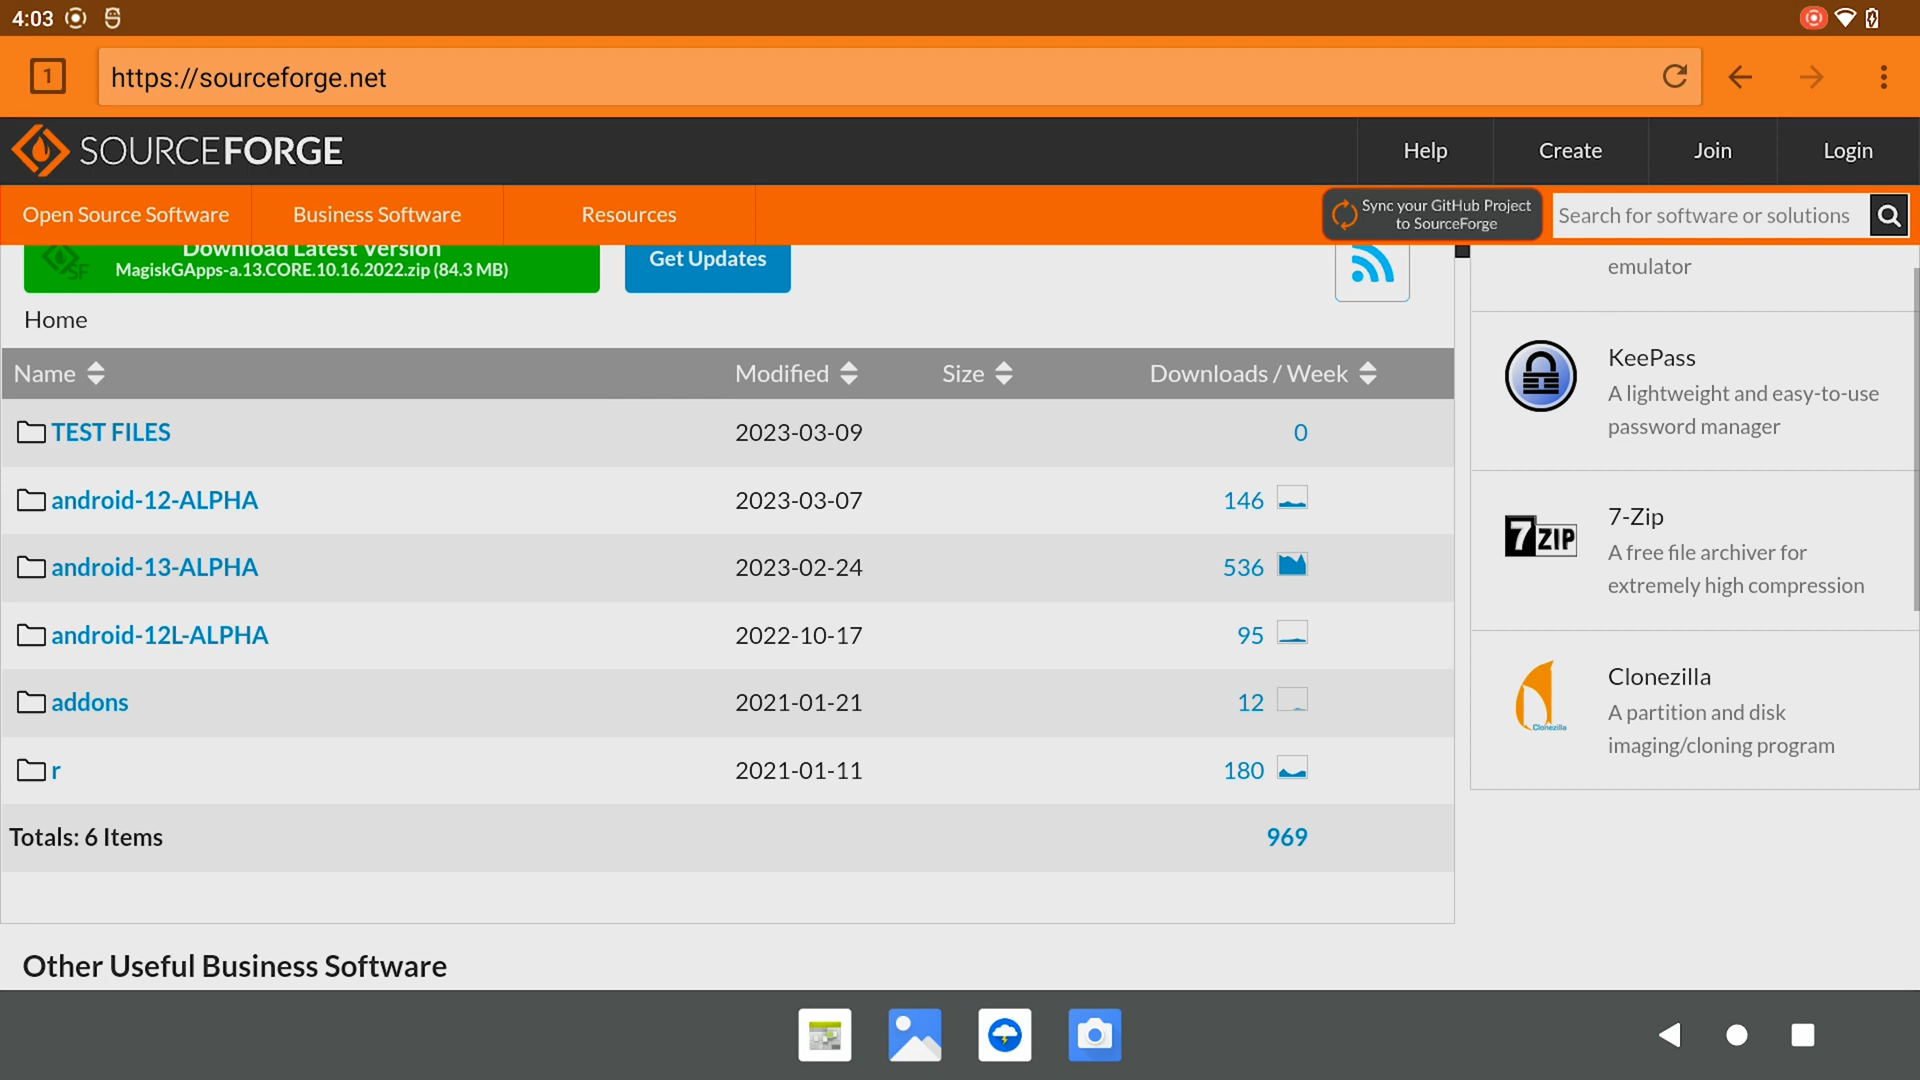 4:03
1
https://sourceforge.net
SOURCEFORGE
Help
Create
Join
Login
Open Source Software
Business Software
Resources
Sync your GitHub Project
to SourceForge
Search for software or solutions
SF
Download Latest Version
MagiskGApps-a.13.CORE.10.16.2022.zip (84.3 MB)
Get Updates
emulator
Home
Name
Modified
Size
Downloads / Week
TEST FILES
2023-03-09
0
android-12-ALPHA
2023-03-07
146
android-13-ALPHA
2023-02-24
536
android-12L-ALPHA
2022-10-17
95
addons
2021-01-21
12
r
2021-01-11
180
Totals: 6 Items
969
KeePass
A lightweight and easy-to-use
password manager
7ZIP
7-Zip
A free file archiver for
extremely high compression
Clonezilla
Clonezilla
A partition and disk
imaging/cloning program
Other Useful Business Software